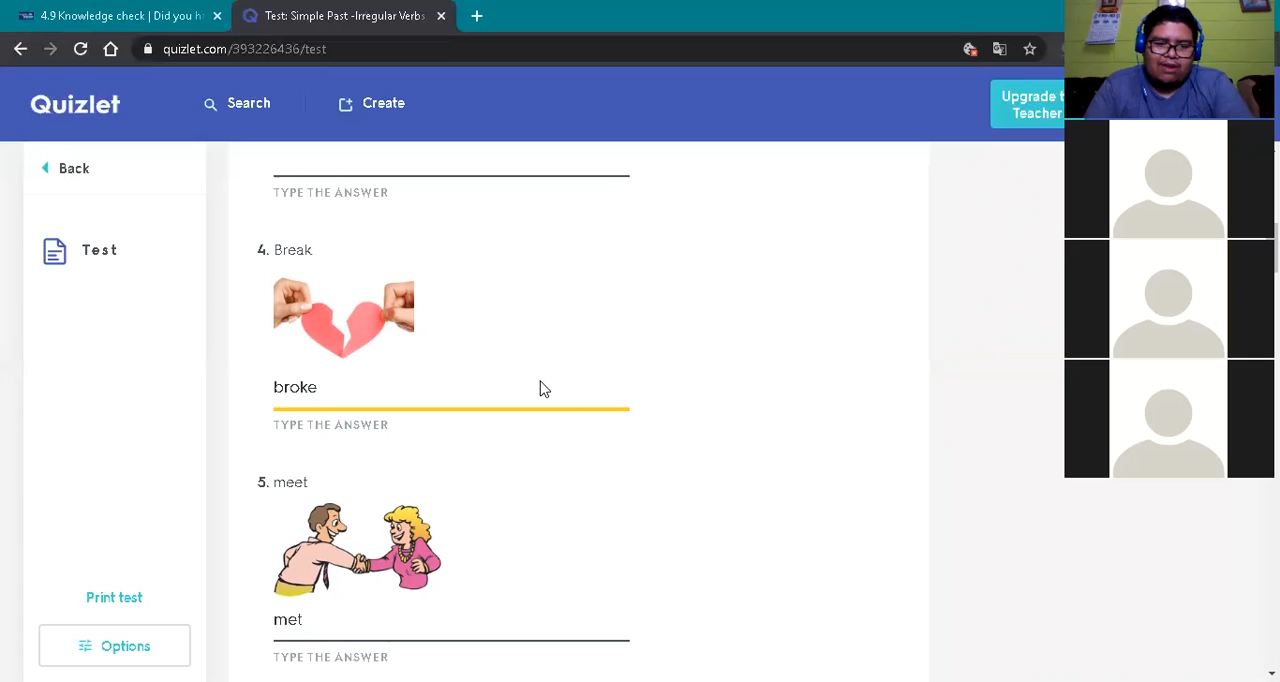 4.9 Knowledge check | Did you h
Test: Simple Past -Irregular Verbs
quizlet.com/393226436/test
Quizlet
Search
Create
Upgrade t
Teacher
Back
Test
Print test
Options
TYPE THE ANSWER
4. Break
broke
TYPE THE ANSWER
5. meet
met
TYPE THE ANSWER